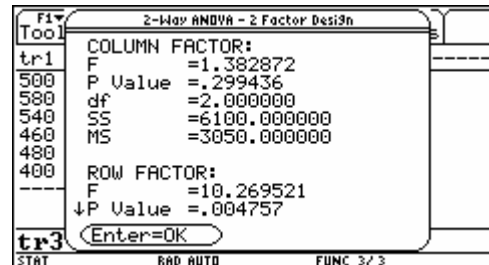 F1▼
Tool
2-Way ANOVA - 2 Factor Design
s
tr1
500
580
540
460
480
400
COLUMN FACTOR:
F =1.382872
P Value =.299436
df =2.000000
SS =6100.000000
MS =3050.000000
ROW FACTOR:
F =10.269521
↓P Value =.004757
Enter=OK
tr3
STAT RAD AUTO FUNC 3/3